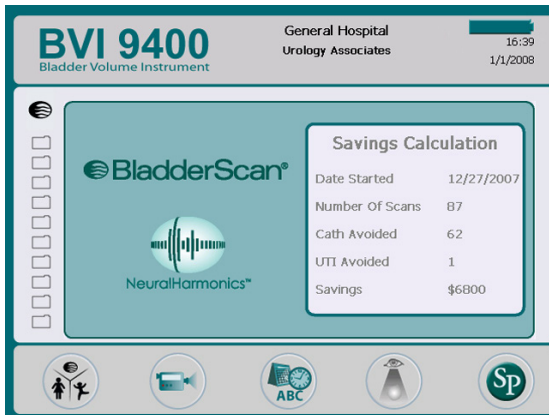 BVI 9400
Bladder Volume Instrument
General Hospital
Urology Associates
16:39
1/1/2008
BladderScan®
NeuralHarmonics™
Savings Calculation
Date Started 12/27/2007
Number Of Scans 87
Cath Avoided 62
UTI Avoided 1
Savings $6800
ABC
SP